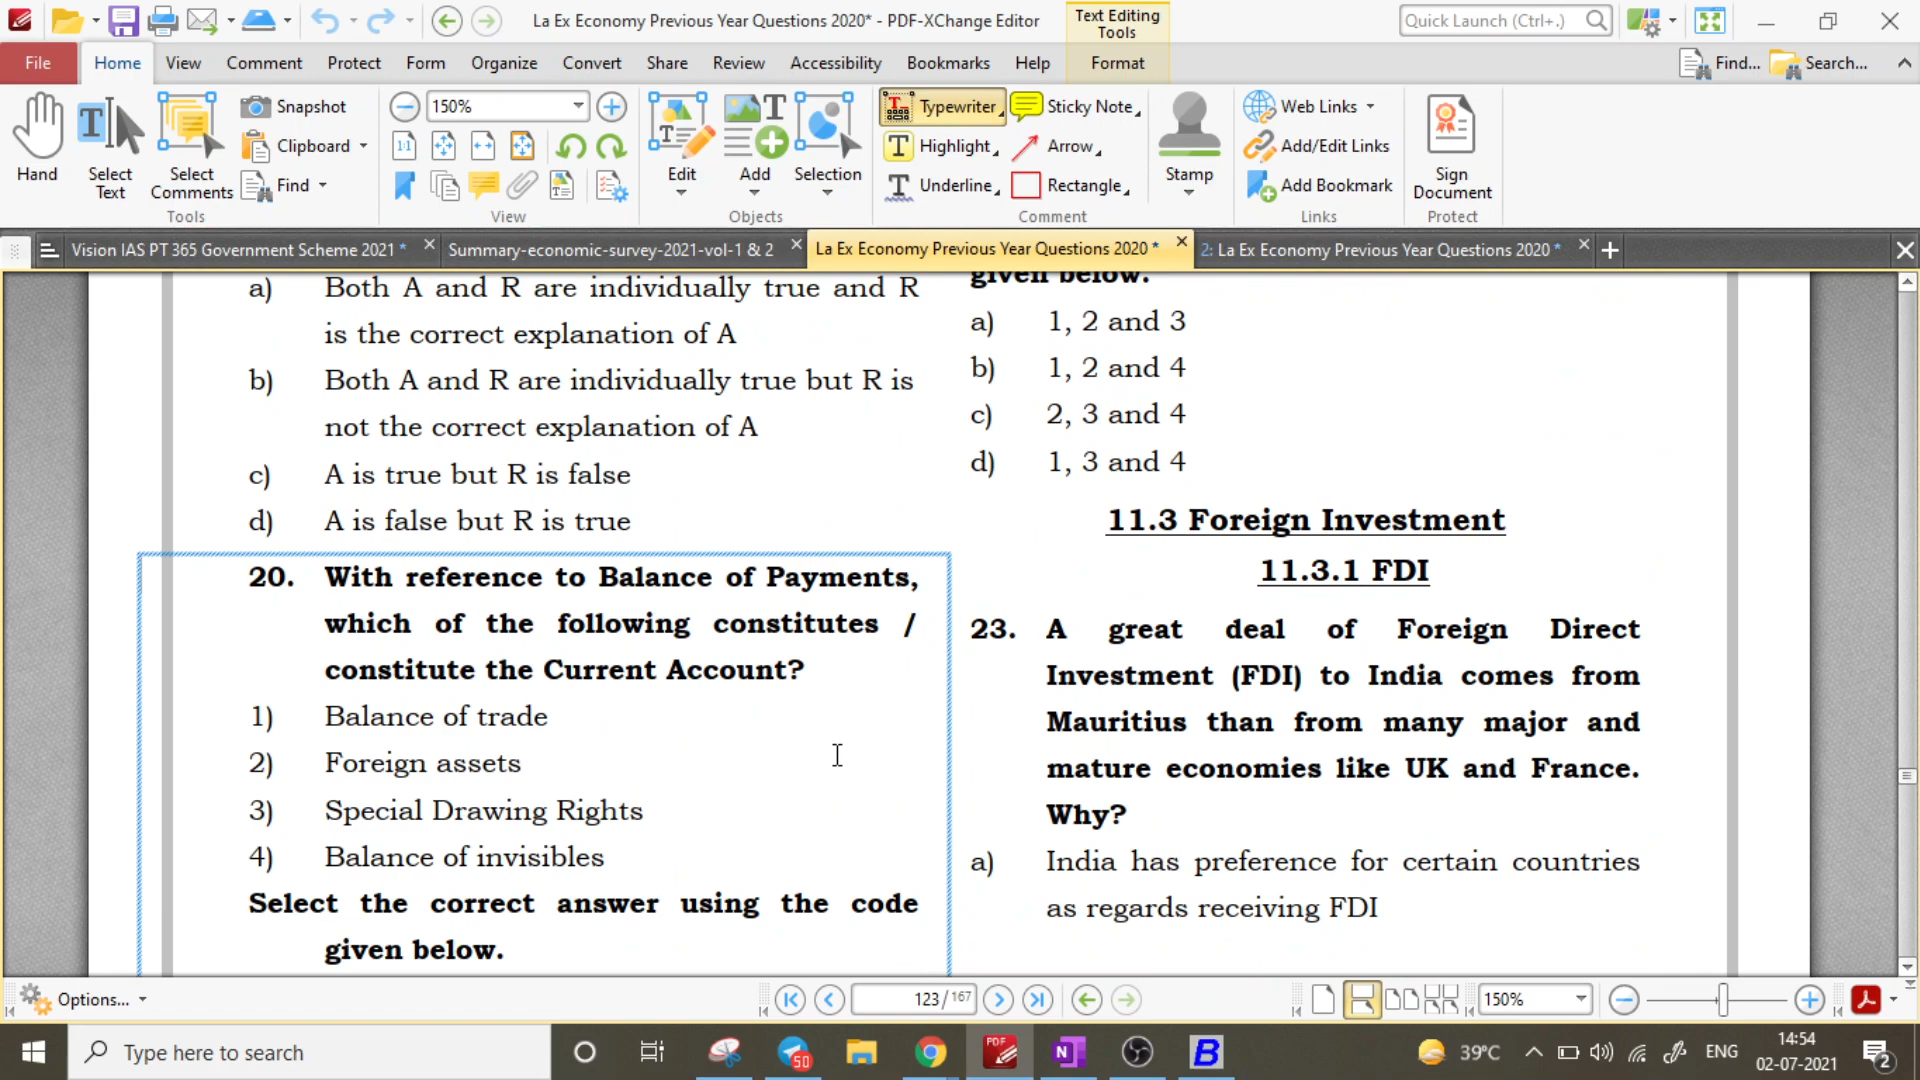 La Ex Economy Previous Year Questions 2020* - PDF-XChange Editor
Text Editing
Tools
Quick Launch (Ctrl+.)
File
Home
View
Comment
Protect
Form
Organize
Convert
Share
Review
Accessibility
Bookmarks
Help
Format
Find...
Search...
Hand
Select
Text
Select
Comments
Snapshot
Clipboard
Find
Tools
150%
1:1
View
Edit
Add
Selection
Objects
Typewriter
Highlight
Underline
Sticky Note
Arrow
Rectangle
Stamp
Comment
Web Links
Add/Edit Links
Add Bookmark
Links
Sign
Document
Protect
Vision IAS PT 365 Government Scheme 2021 *
Summary-economic-survey-2021-vol-1 & 2
La Ex Economy Previous Year Questions 2020 *
2: La Ex Economy Previous Year Questions 2020 *
a) Both A and R are individually true and R
is the correct explanation of A
b) Both A and R are individually true but R is
not the correct explanation of A
c) A is true but R is false
d) A is false but R is true
20. With reference to Balance of Payments,
which of the following constitutes /
constitute the Current Account?
1) Balance of trade
2) Foreign assets
3) Special Drawing Rights
4) Balance of invisibles
Select the correct answer using the code
given below.
given below.
a) 1, 2 and 3
b) 1, 2 and 4
c) 2, 3 and 4
d) 1, 3 and 4
11.3 Foreign Investment
11.3.1 FDI
23. A great deal of Foreign Direct
Investment (FDI) to India comes from
Mauritius than from many major and
mature economies like UK and France.
Why?
a) India has preference for certain countries
as regards receiving FDI
Options...
123 / 167
150%
Type here to search
50
PDF
N
B
39°C
ENG
14:54
02-07-2021
2